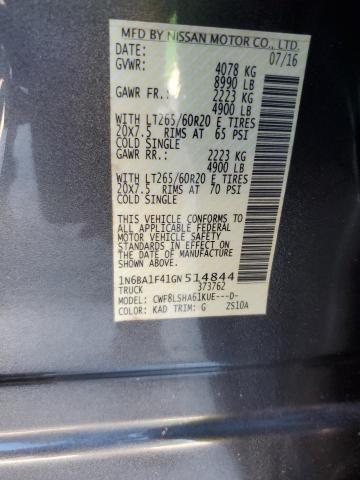 MFD BY NISSAN MOTOR CO., LTD.
DATE: 07/16
GVWR: 4078 KG
8990 LB
GAWR FR.: 2223 KG
4900 LB
WITH LT265/60R20 E TIRES
20X7.5 RIMS AT 65 PSI
COLD SINGLE
GAWR RR.: 2223 KG
4900 LB
WITH LT265/60R20 E TIRES
20X7.5 RIMS AT 70 PSI
COLD SINGLE
THIS VEHICLE CONFORMS TO
ALL APPLICABLE FEDERAL
MOTOR VEHICLE SAFETY
STANDARDS IN EFFECT ON
THE DATE OF MANUFACTURE
SHOWN ABOVE.
1N6BA1F41GN514844
TRUCK 373762
MODEL: CWF8LSHA61KUE---D-
COLOR: KAD TRIM: G ZS10A